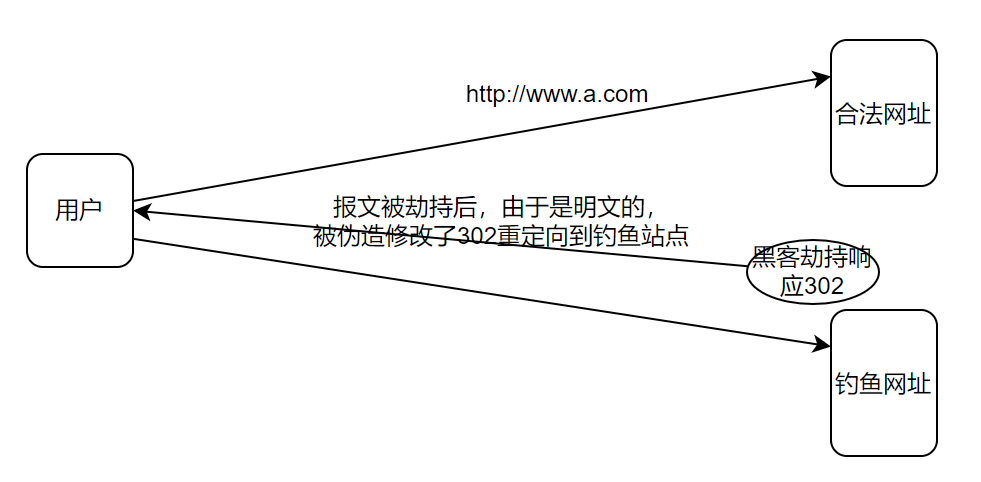 http://www.a.com
合法网址
用户
报文被劫持后，由于是明文的，
被伪造修改了302重定向到钓鱼站点
黑客劫持响
应302
钓鱼网址